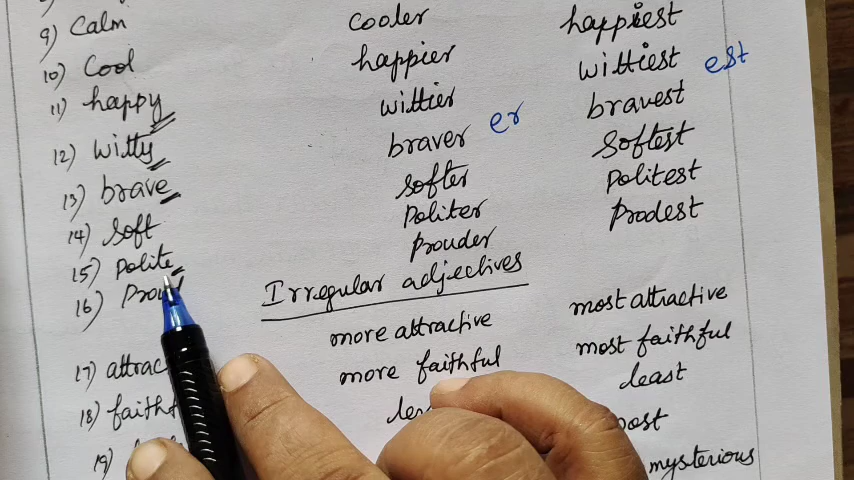 9) Calm cooler happiest
10) Cool happier wittiest est
11) happy wittier bravest
12) witty braver er Softest
13) brave Softer Politest
14) Soft Politer Prodest
15) Polite Prouder
16)
Irregular adjectives
17) more attractive most attractive
18) more faithful most faithful
19) least
mysterious